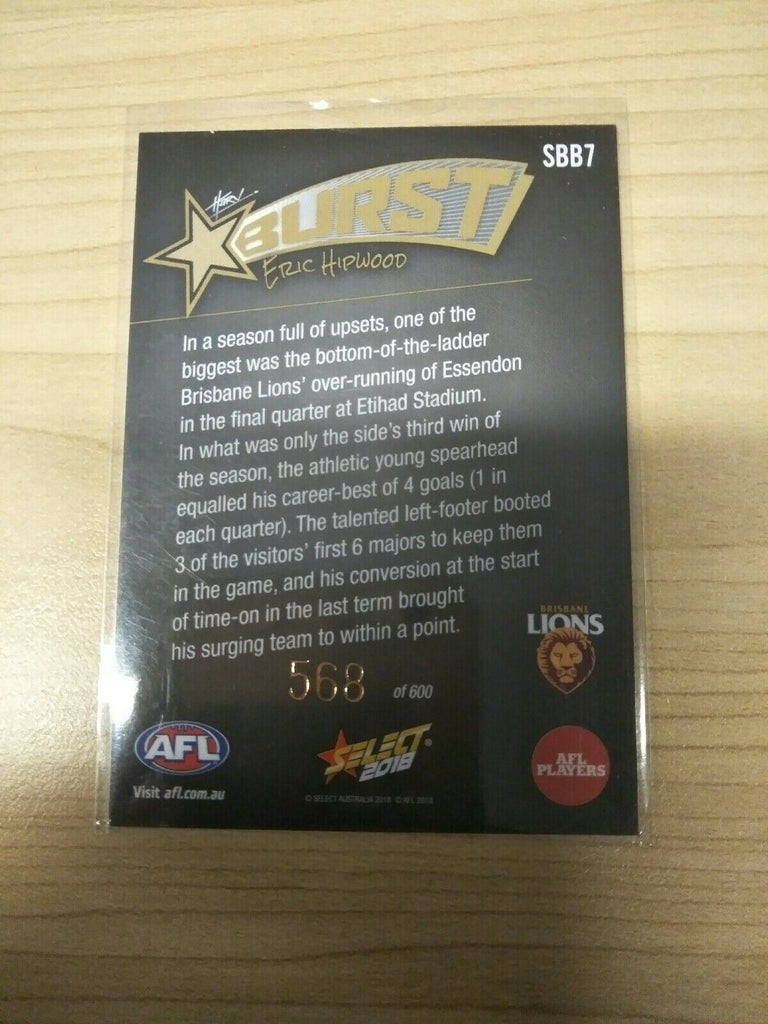 SBB7
BURST
ERIC HIPWOOD
In a season full of upsets, one of the
biggest was the bottom-of-the-ladder
Brisbane Lions' over-running of Essendon
in the final quarter at Etihad Stadium.
In what was only the side's third win of
the season, the athletic young spearhead
equalled his career-best of 4 goals (1 in
each quarter). The talented left-footer booted
3 of the visitors' first 6 majors to keep them
in the game, and his conversion at the start
of time-on in the last term brought
his surging team to within a point.
BRISBANE
LIONS
568 of 600
AFL
Visit afl.com.au
SELECT®
2018
© SELECT AUSTRALIA 2018 © AFL 2018
AFL
PLAYERS